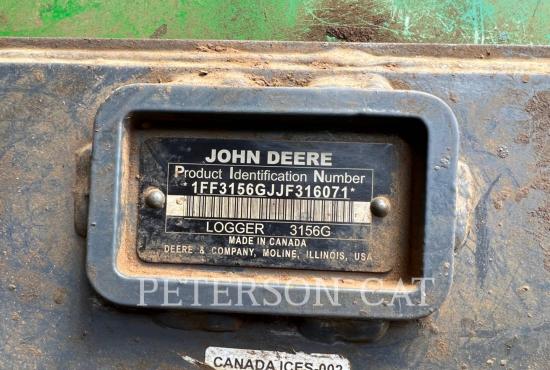 JOHN DEERE
Product Identification Number
*1FF3156GJJF316071*
LOGGER 3156G
MADE IN CANADA
DEERE & COMPANY, MOLINE, ILLINOIS, USA
PETERSON CAT
CANADA ICES-002